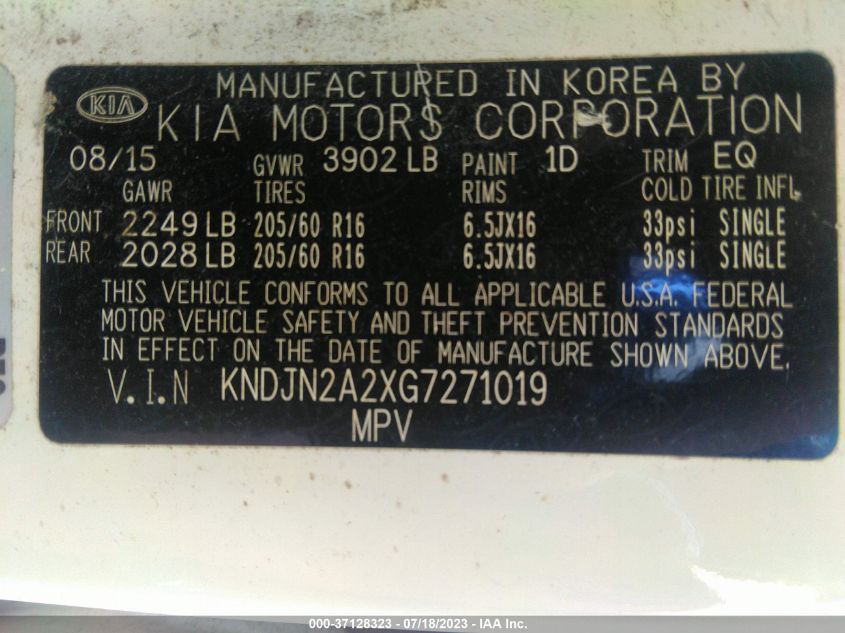 MANUFACTURED IN KOREA BY
KIA
KIA MOTORS CORPORATION
08/15 GVWR 3902 LB PAINT 1D TRIM EQ
GAWR TIRES RIMS COLD TIRE INFL
FRONT 2249 LB 205/60 R16 6.5JX16 33psi SINGLE
REAR 2028 LB 205/60 R16 6.5JX16 33psi SINGLE
THIS VEHICLE CONFORMS TO ALL APPLICABLE U.S.A. FEDERAL
MOTOR VEHICLE SAFETY AND THEFT PREVENTION STANDARDS
IN EFFECT ON THE DATE OF MANUFACTURE SHOWN ABOVE.
V.I.N KNDJN2A2XG7271019
MPV
000-37128323 - 07/18/2023 - IAA Inc.